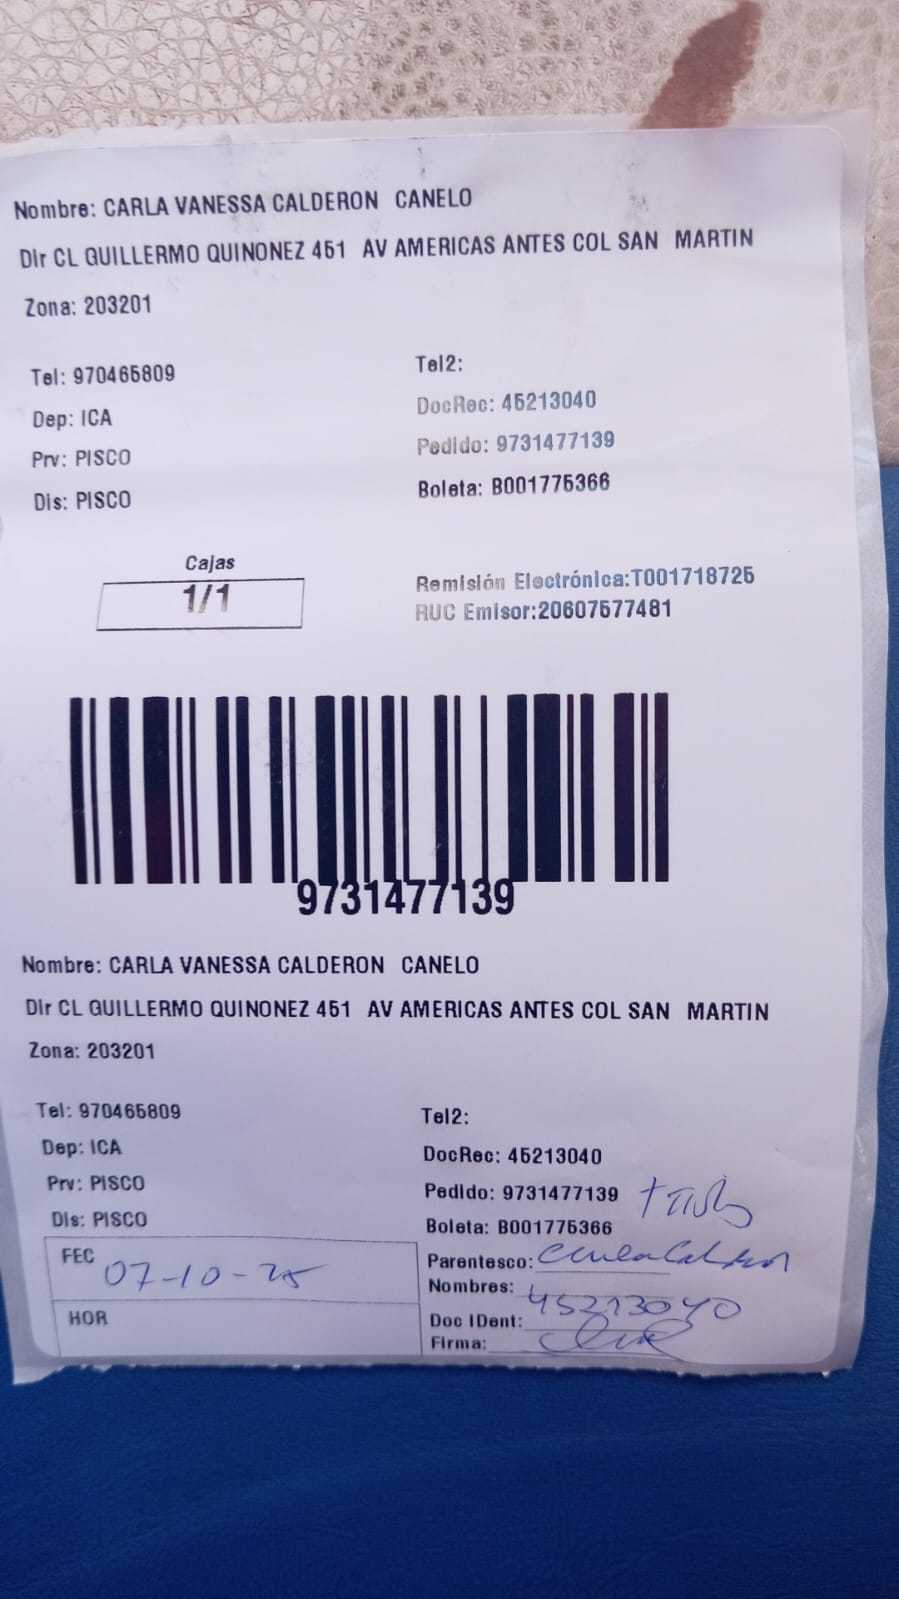 Nombre: CARLA VANESSA CALDERON CANELO
Dir CL GUILLERMO QUINONEZ 451 AV AMERICAS ANTES COL SAN MARTIN
Zona: 203201
Tel: 970465809 Tel2:
Dep: ICA DocRec: 45213040
Prv: PISCO Pedido: 9731477139
Dis: PISCO Boleta: B001775366
Cajas
1/1
Remisión Electrónica:T001718725
RUC Emisor:20607577481
9731477139
Nombre: CARLA VANESSA CALDERON CANELO
Dir CL GUILLERMO QUINONEZ 451 AV AMERICAS ANTES COL SAN MARTIN
Zona: 203201
Tel: 970465809 Tel2:
Dep: ICA DocRec: 45213040
Prv: PISCO Pedido: 9731477139
Dis: PISCO Boleta: B001775366
FEC 07-10-25 Parentesco: Carla Calderon
Nombres:
HOR Doc IDent: 45213040
Firma: